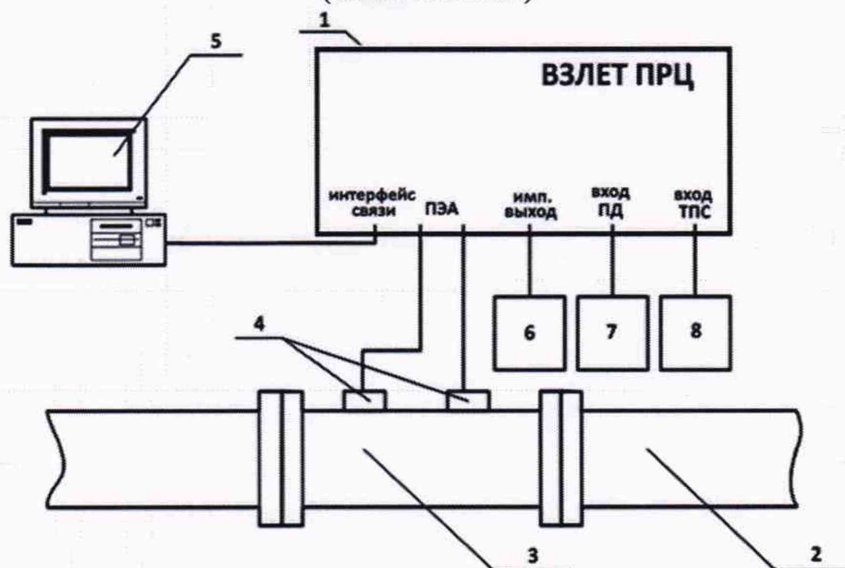 1
5
ВЗЛЕТ ПРЦ
интерфейс
связи
ПЭА
имп.
выход
вход
ПД
вход
ТПС
6
7
8
4
3
2